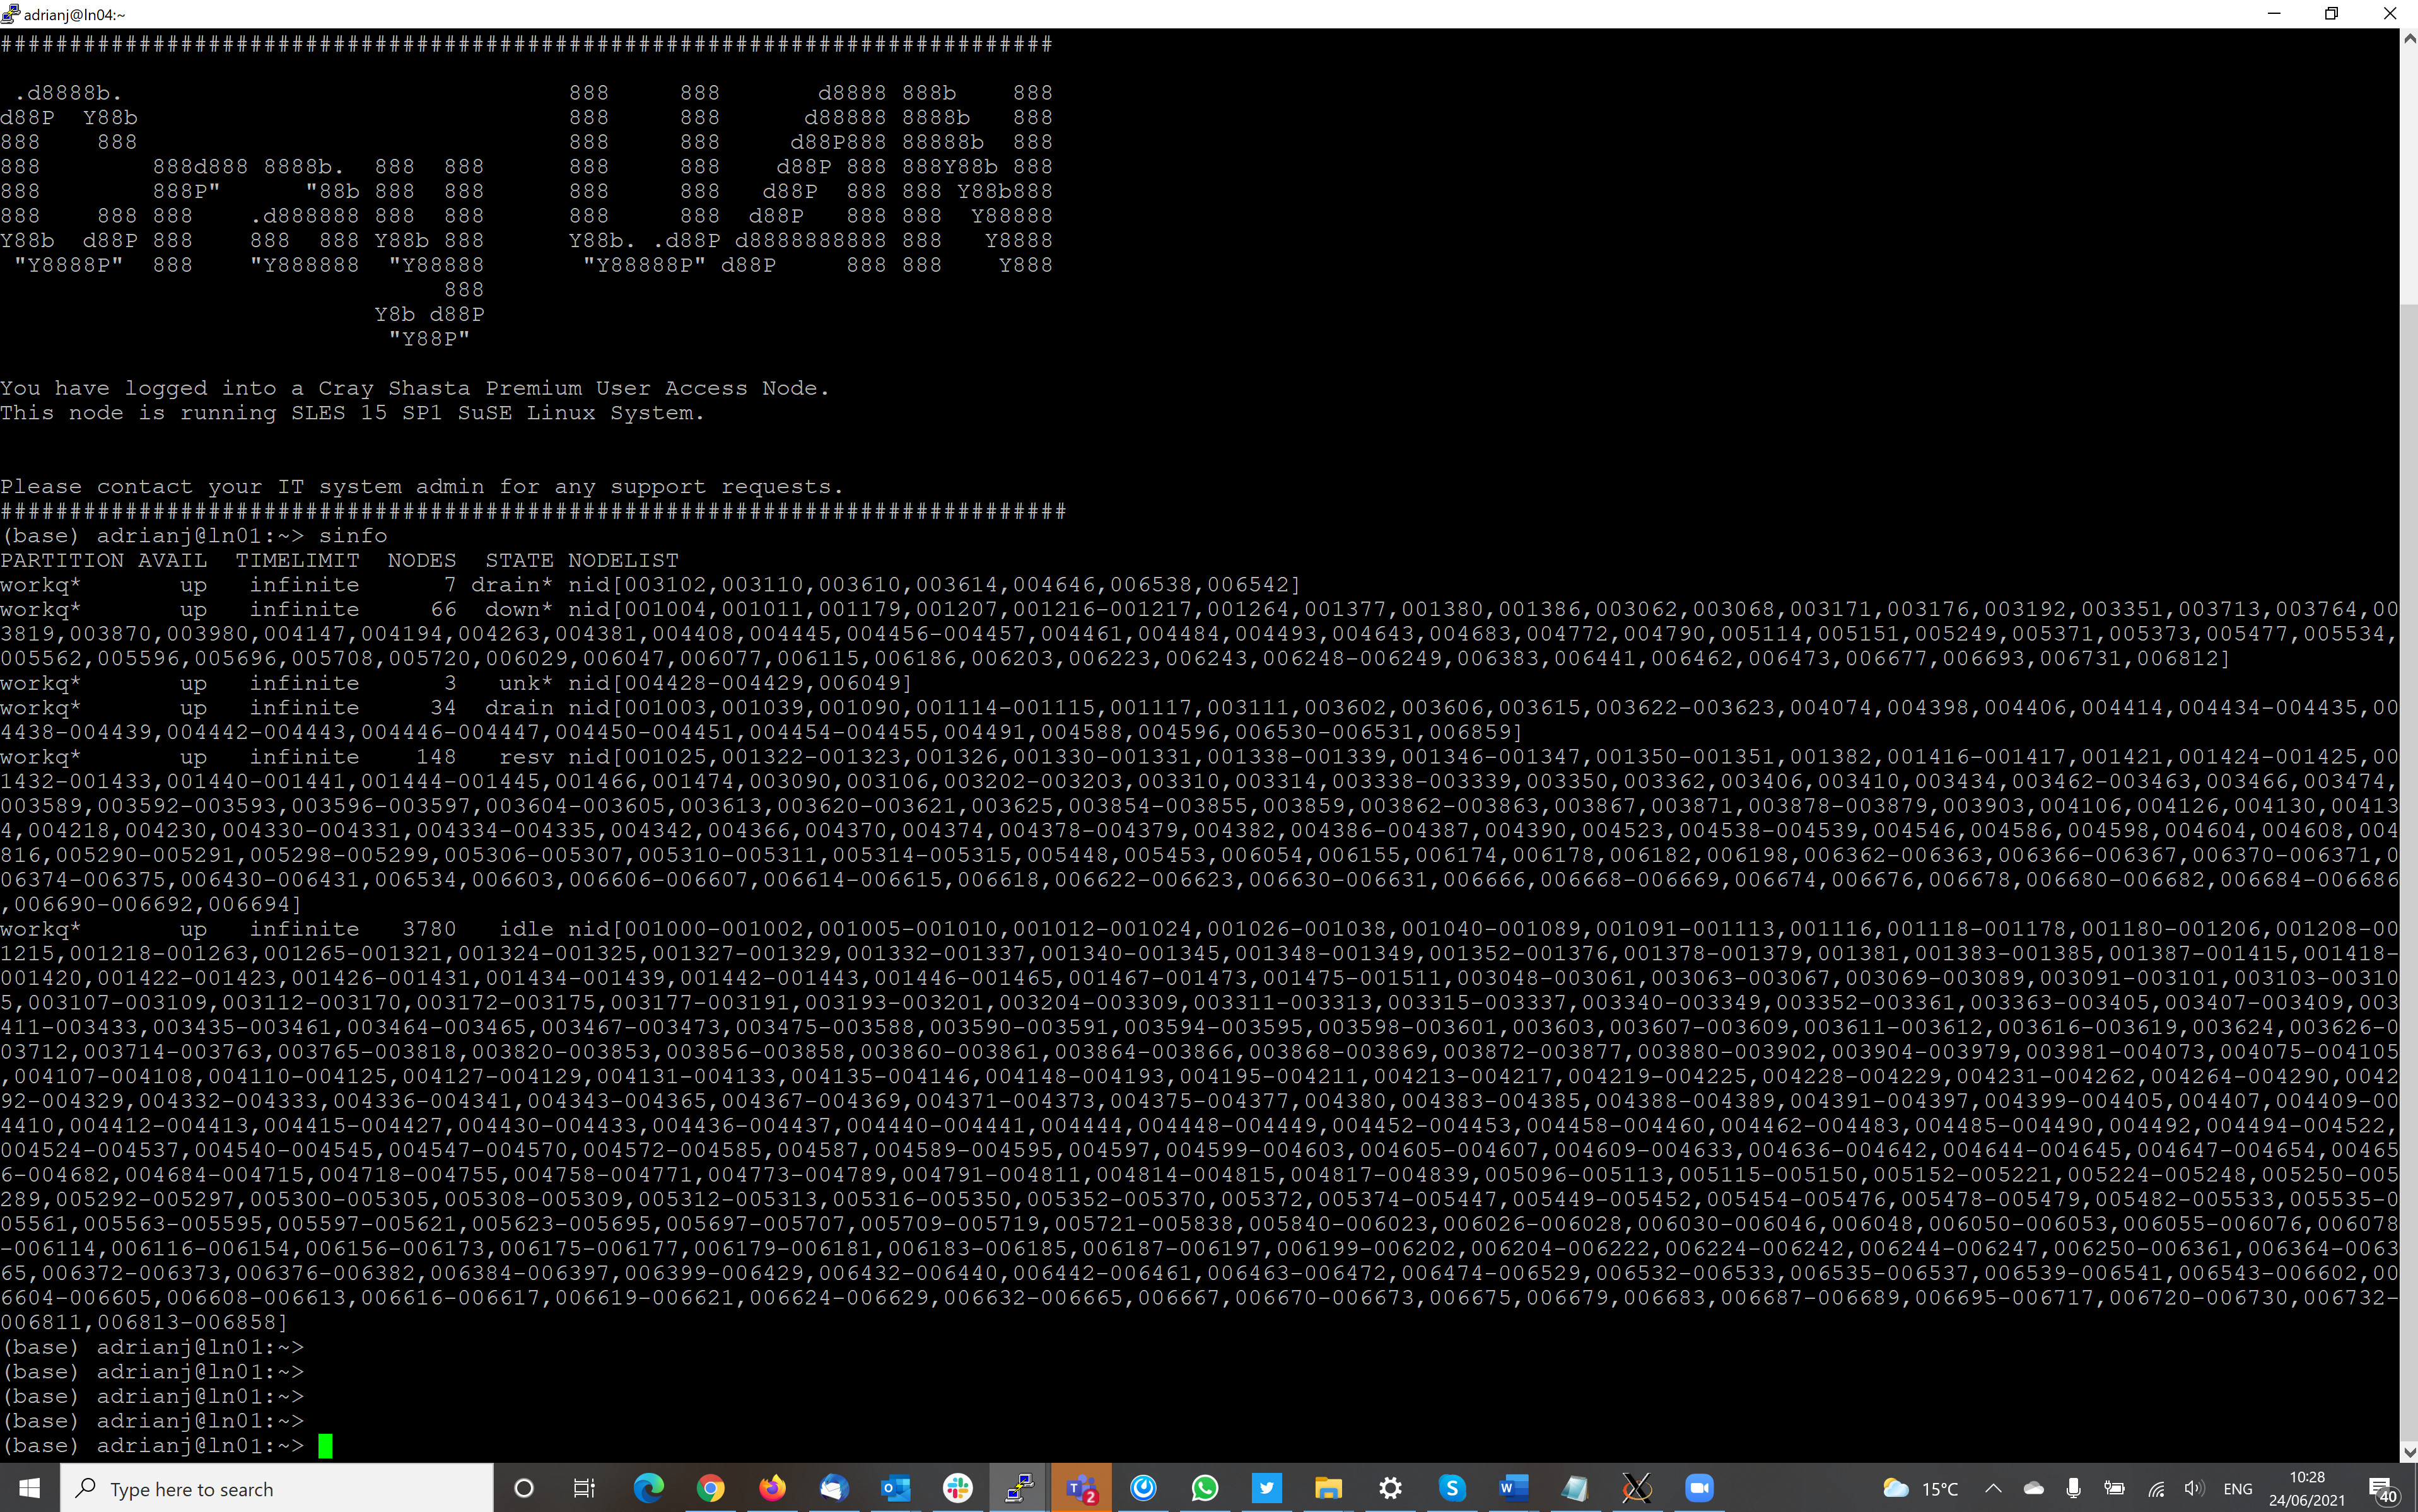 adrianj@ln04:~
############################################################################
 .d8888b.                                888     888       d8888 888b    888
d88P  Y88b                               888     888      d88888 8888b   888
888    888                               888     888     d88P888 88888b  888
888        888d888 8888b.  888  888      888     888    d88P 888 888Y88b 888
888        888P"      "88b 888  888      888     888   d88P  888 888 Y88b888
888    888 888    .d888888 888  888      888     888  d88P   888 888  Y88888
Y88b  d88P 888    888  888 Y88b 888      Y88b. .d88P d8888888888 888   Y8888
 "Y8888P"  888    "Y888888  "Y88888       "Y88888P" d88P     888 888    Y888
                                888
                           Y8b d88P
                            "Y88P"
You have logged into a Cray Shasta Premium User Access Node.
This node is running SLES 15 SP1 SuSE Linux System.
Please contact your IT system admin for any support requests.
#############################################################################
(base) adrianj@ln01:~> sinfo
PARTITION AVAIL  TIMELIMIT  NODES  STATE NODELIST
workq*       up   infinite      7 drain* nid[003102,003110,003610,003614,004646,006538,006542]
workq*       up   infinite     66  down* nid[001004,001011,001179,001207,001216-001217,001264,001377,001380,001386,003062,003068,003171,003176,003192,003351,003713,003764,00
3819,003870,003980,004147,004194,004263,004381,004408,004445,004456-004457,004461,004484,004493,004643,004683,004772,004790,005114,005151,005249,005371,005373,005477,005534,
005562,005596,005696,005708,005720,006029,006047,006077,006115,006186,006203,006223,006243,006248-006249,006383,006441,006462,006473,006677,006693,006731,006812]
workq*       up   infinite      3   unk* nid[004428-004429,006049]
workq*       up   infinite     34  drain nid[001003,001039,001090,001114-001115,001117,003111,003602,003606,003615,003622-003623,004074,004398,004406,004414,004434-004435,00
4438-004439,004442-004443,004446-004447,004450-004451,004454-004455,004491,004588,004596,006530-006531,006859]
workq*       up   infinite    148   resv nid[001025,001322-001323,001326,001330-001331,001338-001339,001346-001347,001350-001351,001382,001416-001417,001421,001424-001425,00
1432-001433,001440-001441,001444-001445,001466,001474,003090,003106,003202-003203,003310,003314,003338-003339,003350,003362,003406,003410,003434,003462-003463,003466,003474,
003589,003592-003593,003596-003597,003604-003605,003613,003620-003621,003625,003854-003855,003859,003862-003863,003867,003871,003878-003879,003903,004106,004126,004130,00413
4,004218,004230,004330-004331,004334-004335,004342,004366,004370,004374,004378-004379,004382,004386-004387,004390,004523,004538-004539,004546,004586,004598,004604,004608,004
816,005290-005291,005298-005299,005306-005307,005310-005311,005314-005315,005448,005453,006054,006155,006174,006178,006182,006198,006362-006363,006366-006367,006370-006371,0
06374-006375,006430-006431,006534,006603,006606-006607,006614-006615,006618,006622-006623,006630-006631,006666,006668-006669,006674,006676,006678,006680-006682,006684-006686
,006690-006692,006694]
workq*       up   infinite   3780   idle nid[001000-001002,001005-001010,001012-001024,001026-001038,001040-001089,001091-001113,001116,001118-001178,001180-001206,001208-00
1215,001218-001263,001265-001321,001324-001325,001327-001329,001332-001337,001340-001345,001348-001349,001352-001376,001378-001379,001381,001383-001385,001387-001415,001418-
001420,001422-001423,001426-001431,001434-001439,001442-001443,001446-001465,001467-001473,001475-001511,003048-003061,003063-003067,003069-003089,003091-003101,003103-00310
5,003107-003109,003112-003170,003172-003175,003177-003191,003193-003201,003204-003309,003311-003313,003315-003337,003340-003349,003352-003361,003363-003405,003407-003409,003
411-003433,003435-003461,003464-003465,003467-003473,003475-003588,003590-003591,003594-003595,003598-003601,003603,003607-003609,003611-003612,003616-003619,003624,003626-0
03712,003714-003763,003765-003818,003820-003853,003856-003858,003860-003861,003864-003866,003868-003869,003872-003877,003880-003902,003904-003979,003981-004073,004075-004105
,004107-004108,004110-004125,004127-004129,004131-004133,004135-004146,004148-004193,004195-004211,004213-004217,004219-004225,004228-004229,004231-004262,004264-004290,0042
92-004329,004332-004333,004336-004341,004343-004365,004367-004369,004371-004373,004375-004377,004380,004383-004385,004388-004389,004391-004397,004399-004405,004407,004409-00
4410,004412-004413,004415-004427,004430-004433,004436-004437,004440-004441,004444,004448-004449,004452-004453,004458-004460,004462-004483,004485-004490,004492,004494-004522,
004524-004537,004540-004545,004547-004570,004572-004585,004587,004589-004595,004597,004599-004603,004605-004607,004609-004633,004636-004642,004644-004645,004647-004654,00465
6-004682,004684-004715,004718-004755,004758-004771,004773-004789,004791-004811,004814-004815,004817-004839,005096-005113,005115-005150,005152-005221,005224-005248,005250-005
289,005292-005297,005300-005305,005308-005309,005312-005313,005316-005350,005352-005370,005372,005374-005447,005449-005452,005454-005476,005478-005479,005482-005533,005535-0
05561,005563-005595,005597-005621,005623-005695,005697-005707,005709-005719,005721-005838,005840-006023,006026-006028,006030-006046,006048,006050-006053,006055-006076,006078
-006114,006116-006154,006156-006173,006175-006177,006179-006181,006183-006185,006187-006197,006199-006202,006204-006222,006224-006242,006244-006247,006250-006361,006364-0063
65,006372-006373,006376-006382,006384-006397,006399-006429,006432-006440,006442-006461,006463-006472,006474-006529,006532-006533,006535-006537,006539-006541,006543-006602,00
6604-006605,006608-006613,006616-006617,006619-006621,006624-006629,006632-006665,006667,006670-006673,006675,006679,006683,006687-006689,006695-006717,006720-006730,006732-
006811,006813-006858]
(base) adrianj@ln01:~>
(base) adrianj@ln01:~>
(base) adrianj@ln01:~>
(base) adrianj@ln01:~>
(base) adrianj@ln01:~>
Type here to search
2
15°C
ENG
10:28
24/06/2021
40